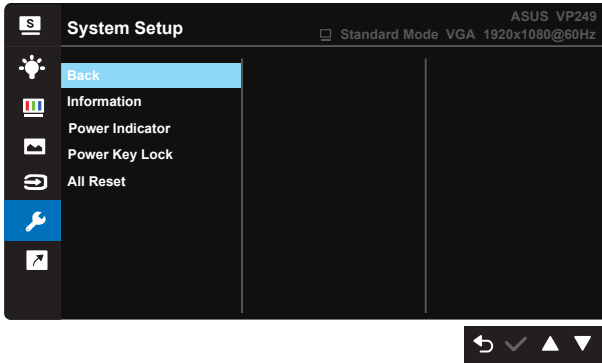 S
System Setup
ASUS VP249
Standard Mode VGA 1920x1080@60Hz
Back
Information
Power Indicator
Power Key Lock
All Reset